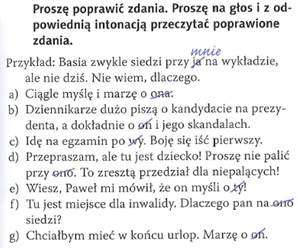 Proszę poprawić zdania. Proszę na głos i z od-
powiednią intonacją przeczytać poprawione
zdania.
mnie
Przykład: Basia zwykle siedzi przy ja na wykładzie,
ale nie dziś. Nie wiem, dlaczego.
a) Ciągle myślę i marzę o ona.
b) Dziennikarze dużo piszą o kandydacie na prezy-
denta, a dokładnie o on i jego skandalach.
c) Idę na egzamin po wy. Boję się iść pierwszy.
d) Przepraszam, ale tu jest dziecko! Proszę nie palić
przy ono. To zresztą przedział dla niepalących!
e) Wiesz, Paweł mi mówił, że on myśli o ty!
f) Tu jest miejsce dla inwalidy. Dlaczego pan na ono
siedzi?
g) Chciałbym mieć w końcu urlop. Marzę o on.